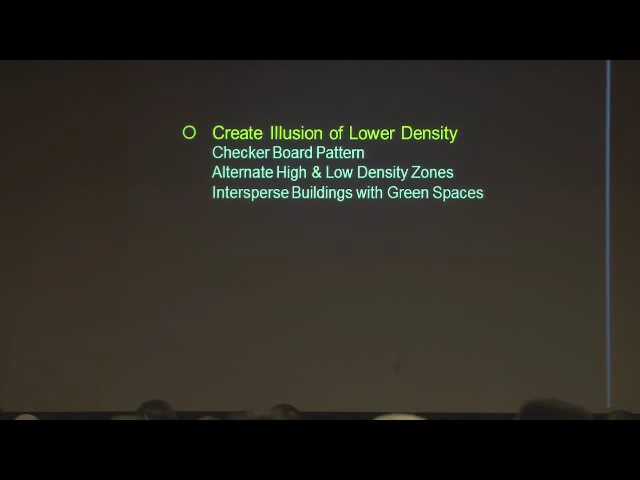 Create Illusion of Lower Density
Checker Board Pattern
Alternate High & Low Density Zones
Intersperse Buildings with Green Spaces